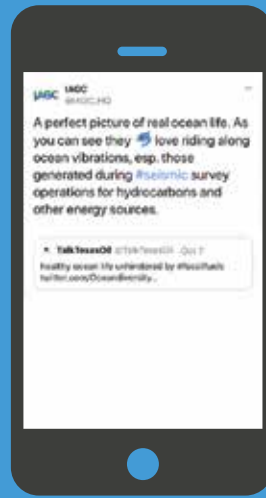 IAGC
A perfect picture of real ocean life. As
you can see they love riding along
ocean vibrations, esp. those
generated during #seismic survey
operations for hydrocarbons and
other energy sources.
TalkTexasOil @TalkTexasOil · Oct
healthy ocean life unhindered by #fossilfuels
twitter.com/Oceandiversity...